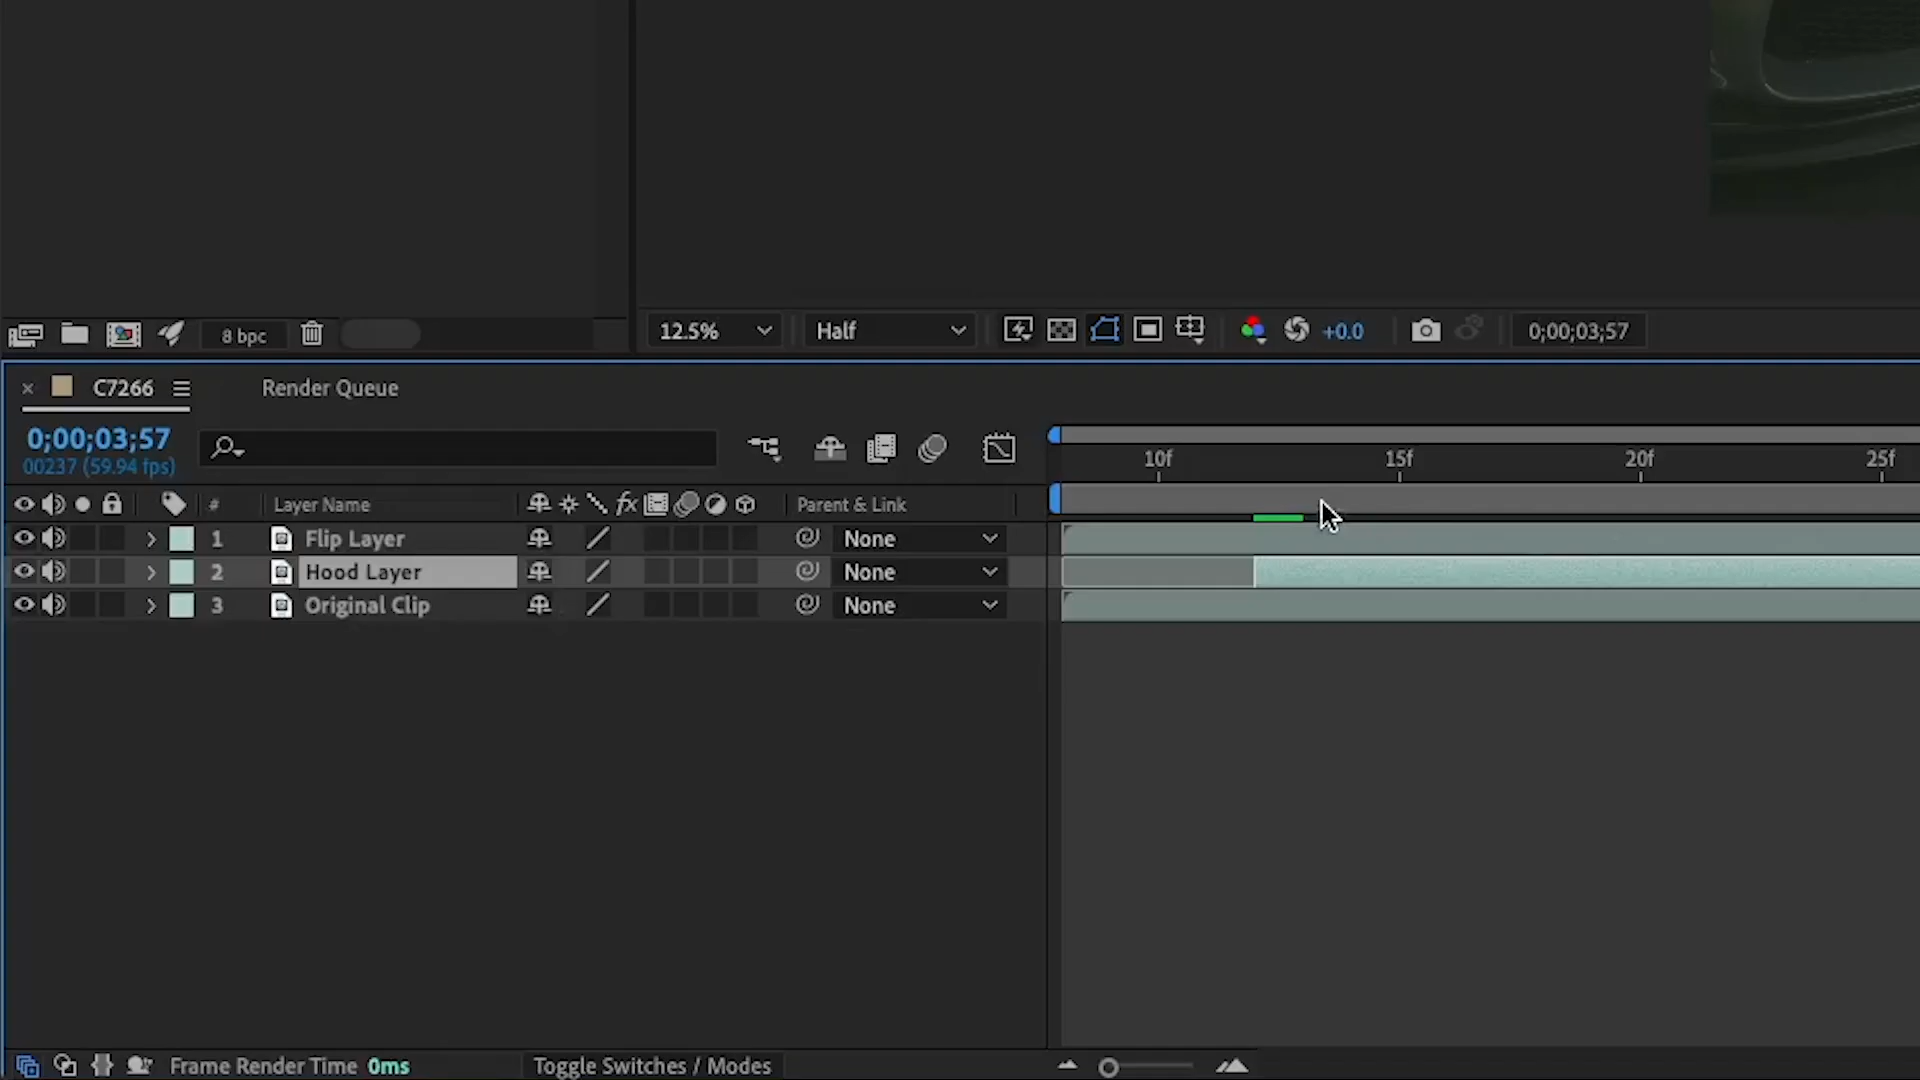 8 bpc
12.5%
Half
+0.0
0;00;03;57
C7266
Render Queue
0;00;03;57
00237 (59.94 fps)
10f
15f
20f
25f
#
Layer Name
fx
Parent & Link
1
Flip Layer
None
2
Hood Layer
None
3
Original Clip
None
Frame Render Time 0ms
Toggle Switches / Modes